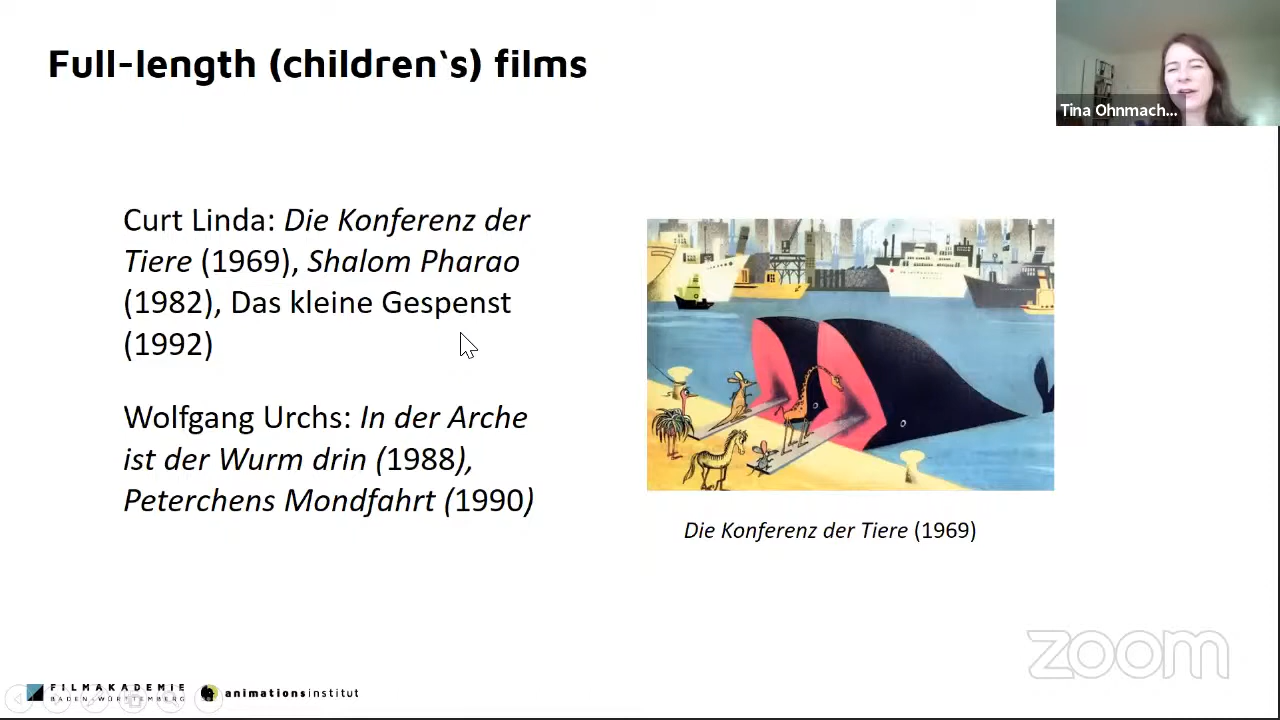 Full-length (children‛s) films
Tina Ohnmach...
Curt Linda: Die Konferenz der
Tiere (1969), Shalom Pharao
(1982), Das kleine Gespenst
(1992)
Wolfgang Urchs: In der Arche
ist der Wurm drin (1988),
Peterchens Mondfahrt (1990)
Die Konferenz der Tiere (1969)
zoom
FILMAKADEMIE
BADEN-WÜRTTEMBERG
animationsinstitut